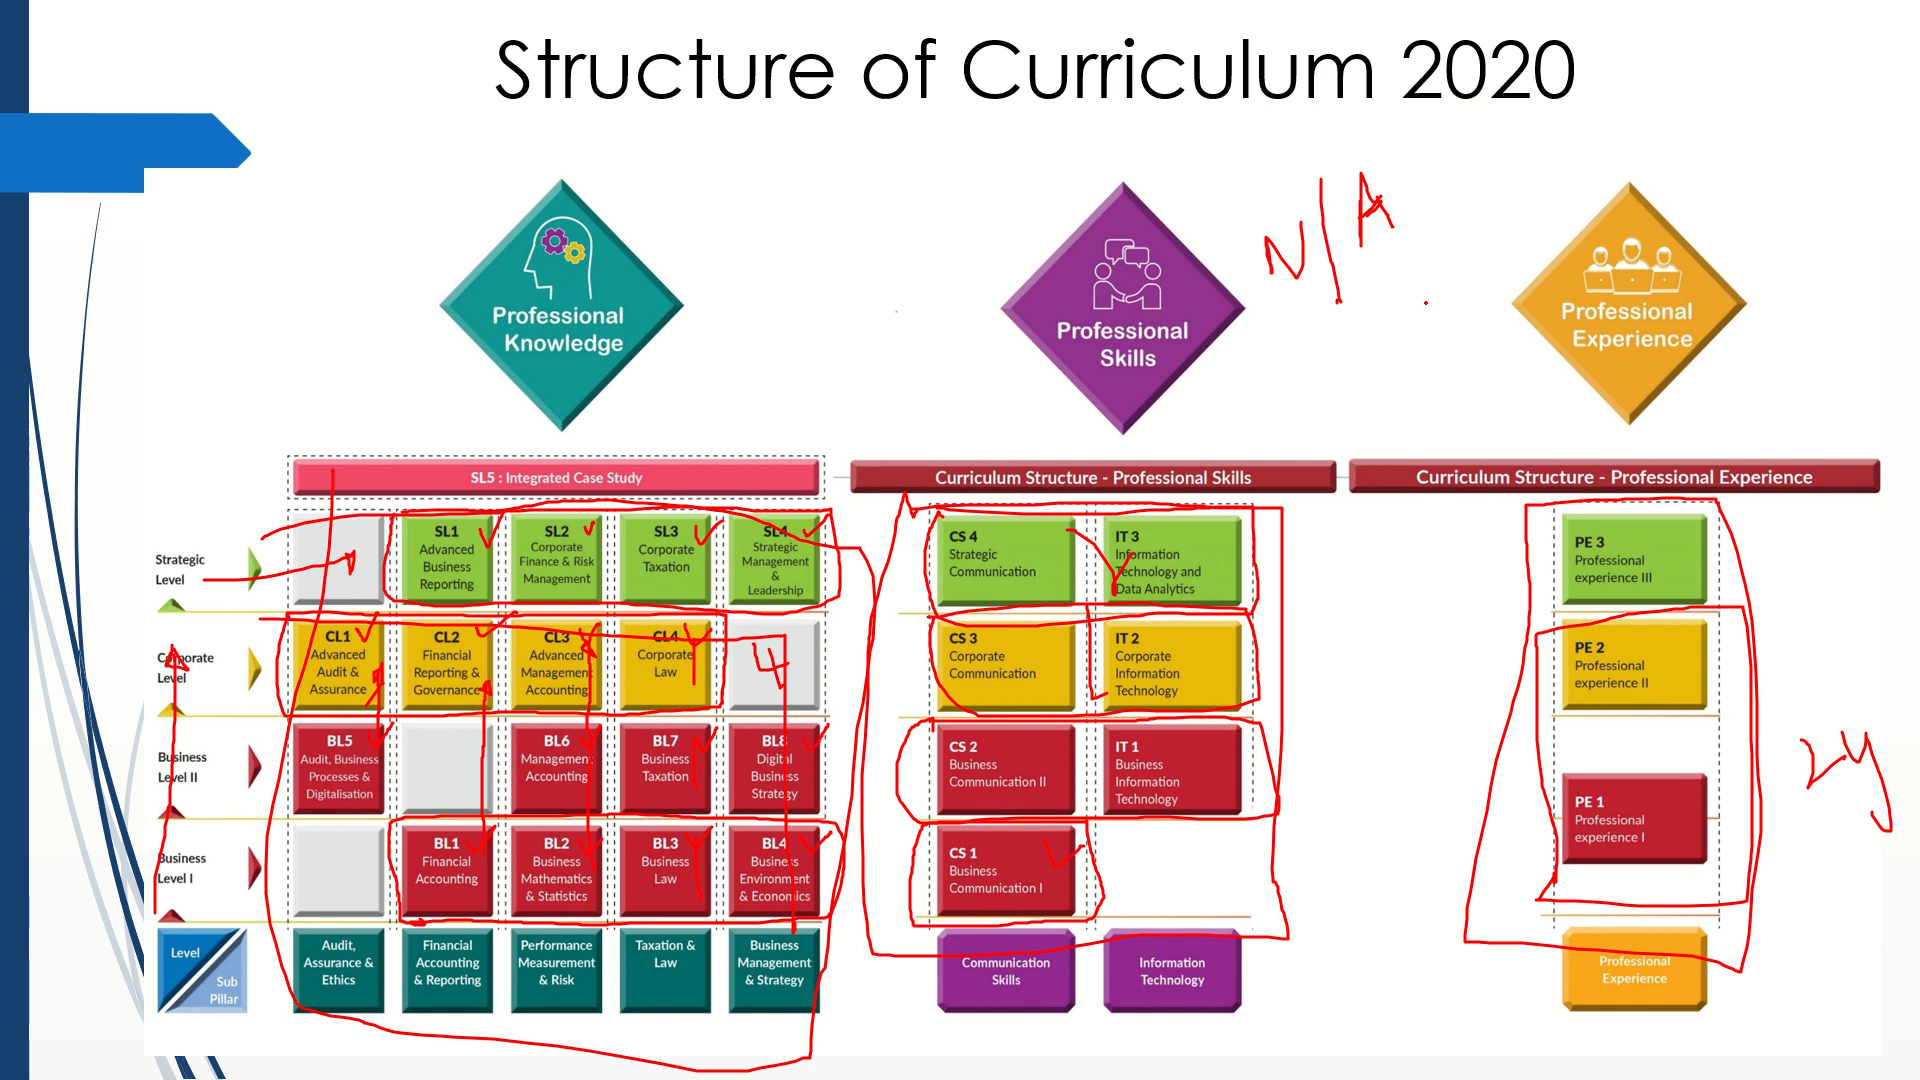 Structure of Curriculum 2020
N/A
Professional
Knowledge
Professional
Skills
Professional
Experience
SL5 : Integrated Case Study
Curriculum Structure - Professional Skills
Curriculum Structure - Professional Experience
Strategic
Level
SL1
Advanced
Business
Reporting
SL2
Corporate
Finance & Risk
Management
SL3
Corporate
Taxation
SL4
Strategic
Management
&
Leadership
CS 4
Strategic
Communication
IT 3
Information
Technology and
Data Analytics
PE 3
Professional
experience III
Corporate
Level
CL1
Advanced
Audit &
Assurance
CL2
Financial
Reporting &
Governance
CL3
Advanced
Management
Accounting
CL4
Corporate
Law
4
CS 3
Corporate
Communication
IT 2
Corporate
Information
Technology
PE 2
Professional
experience II
Business
Level II
BL5
Audit, Business
Processes &
Digitalisation
BL6
Management
Accounting
BL7
Business
Taxation
BL8
Digital
Business
Strategy
CS 2
Business
Communication II
IT 1
Business
Information
Technology
PE 1
Professional
experience I
2y
Business
Level I
BL1
Financial
Accounting
BL2
Business
Mathematics
& Statistics
BL3
Business
Law
BL4
Business
Environment
& Economics
CS 1
Business
Communication I
Level
Sub
Pillar
Audit,
Assurance &
Ethics
Financial
Accounting
& Reporting
Performance
Measurement
& Risk
Taxation &
Law
Business
Management
& Strategy
Communication
Skills
Information
Technology
Professional
Experience